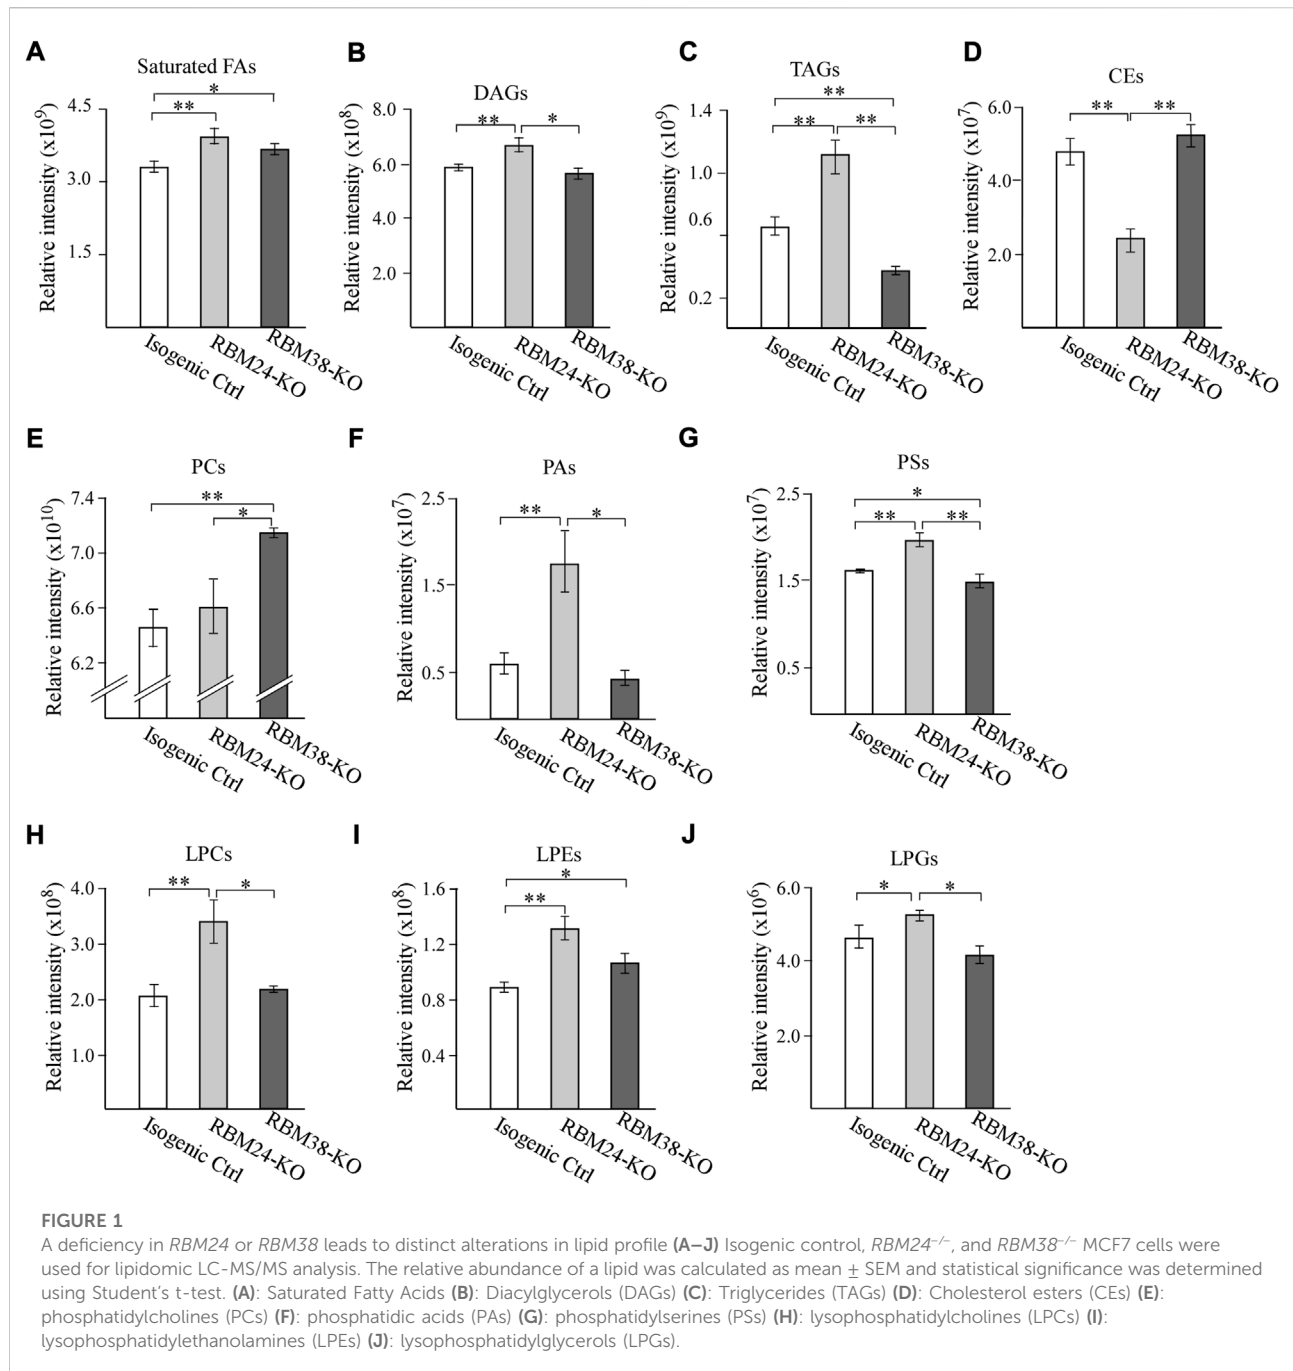 A
Saturated FAs
Relative intensity (x10⁹)
4.5
3.0
1.5
0
*
**
Isogenic Ctrl
RBM24-KO
RBM38-KO
B
DAGs
Relative intensity (x10⁸)
8.0
6.0
4.0
2.0
**
*
Isogenic Ctrl
RBM24-KO
RBM38-KO
C
TAGs
Relative intensity (x10⁹)
1.4
1.0
0.6
0.2
**
**
**
Isogenic Ctrl
RBM24-KO
RBM38-KO
D
CEs
Relative intensity (x10⁷)
6.0
4.0
2.0
**
**
Isogenic Ctrl
RBM24-KO
RBM38-KO
E
PCs
Relative intensity (x10¹⁰)
7.4
7.0
6.6
6.2
**
*
Isogenic Ctrl
RBM24-KO
RBM38-KO
F
PAs
Relative intensity (x10⁷)
2.5
1.5
0.5
**
*
Isogenic Ctrl
RBM24-KO
RBM38-KO
G
PSs
Relative intensity (x10⁷)
2.5
1.5
0.5
*
**
**
Isogenic Ctrl
RBM24-KO
RBM38-KO
H
LPCs
Relative intensity (x10⁸)
4.0
3.0
2.0
1.0
**
*
Isogenic Ctrl
RBM24-KO
RBM38-KO
I
LPEs
Relative intensity (x10⁸)
1.6
1.2
0.8
0.4
*
**
Isogenic Ctrl
RBM24-KO
RBM38-KO
J
LPGs
Relative intensity (x10⁶)
6.0
4.0
2.0
*
*
Isogenic Ctrl
RBM24-KO
RBM38-KO
FIGURE 1
A deficiency in RBM24 or RBM38 leads to distinct alterations in lipid profile (A–J) Isogenic control, RBM24⁻/⁻, and RBM38⁻/⁻ MCF7 cells were
used for lipidomic LC-MS/MS analysis. The relative abundance of a lipid was calculated as mean ± SEM and statistical significance was determined
using Student's t-test. (A): Saturated Fatty Acids (B): Diacylglycerols (DAGs) (C): Triglycerides (TAGs) (D): Cholesterol esters (CEs) (E):
phosphatidylcholines (PCs) (F): phosphatidic acids (PAs) (G): phosphatidylserines (PSs) (H): lysophosphatidylcholines (LPCs) (I):
lysophosphatidylethanolamines (LPEs) (J): lysophosphatidylglycerols (LPGs).